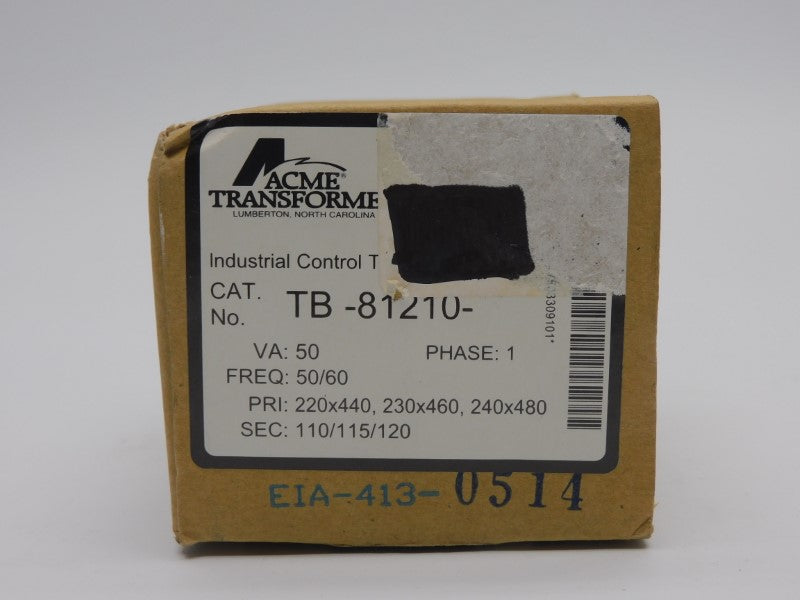 ACME®
TRANSFORME
LUMBERTON, NORTH CAROLINA
Industrial Control T
CAT.
No. TB -81210-
VA: 50 PHASE: 1
FREQ: 50/60
PRI: 220x440, 230x460, 240x480
SEC: 110/115/120
EIA-413-0514